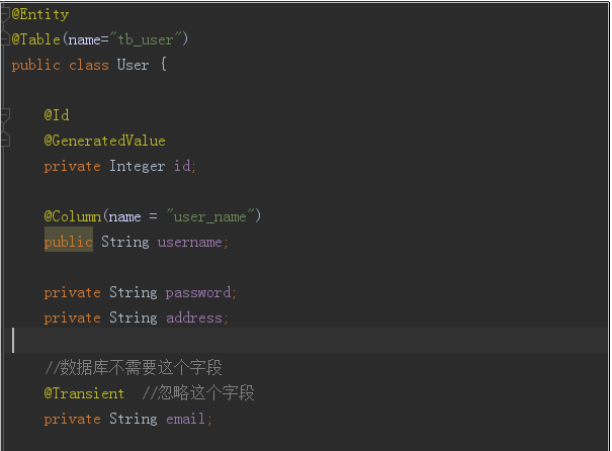 @Entity
@Table(name="tb_user")
public class User {
@Id
@GeneratedValue
private Integer id;
@Column(name = "user_name")
public String username;
private String password;
private String address;
//数据库不需要这个字段
@Transient  //忽略这个字段
private String email;